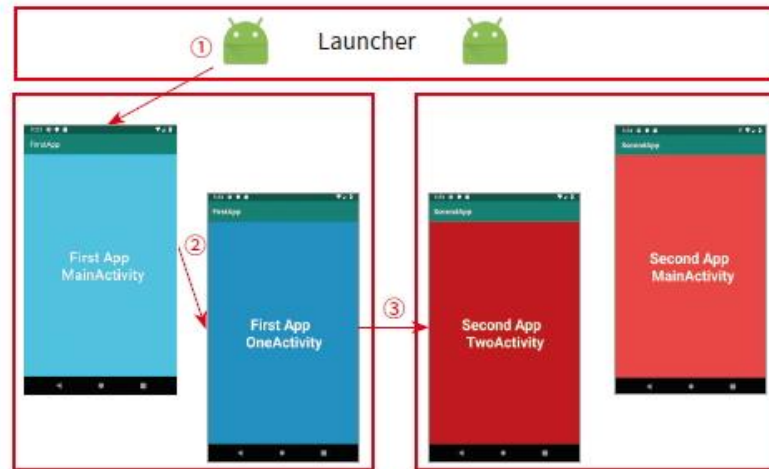 ①
Launcher
FirstApp
First App
MainActivity
②
FirstApp
First App
OneActivity
③
SecondApp
Second App
TwoActivity
SecondApp
Second App
MainActivity